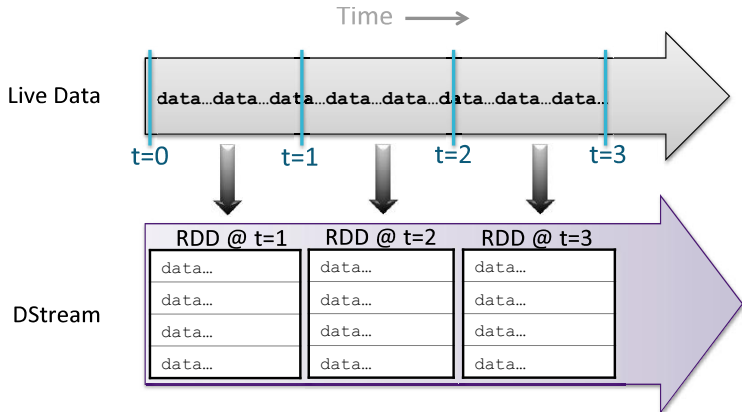 Time
Live Data
data...data...data...data...data...data...data...data...
t=0 t=1 t=2 t=3
RDD @ t=1 RDD @ t=2 RDD @ t=3
DStream
data... data... data...
data... data... data...
data... data... data...
data... data... data...